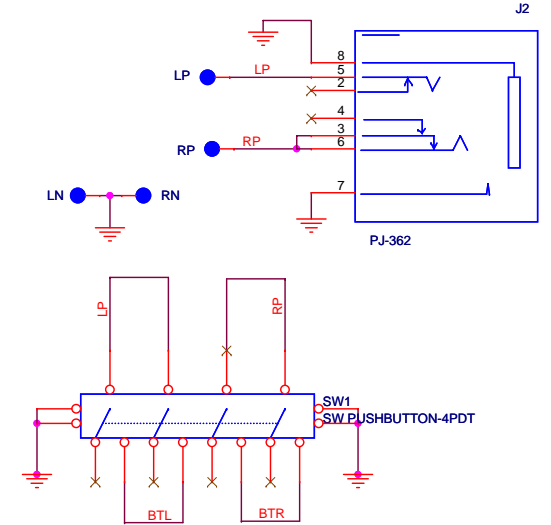 J2
8
LP LP 5
2
4
3
RP RP 6
7
LN RN
PJ-362
LP RP
SW1
SW PUSHBUTTON-4PDT
BTL BTR